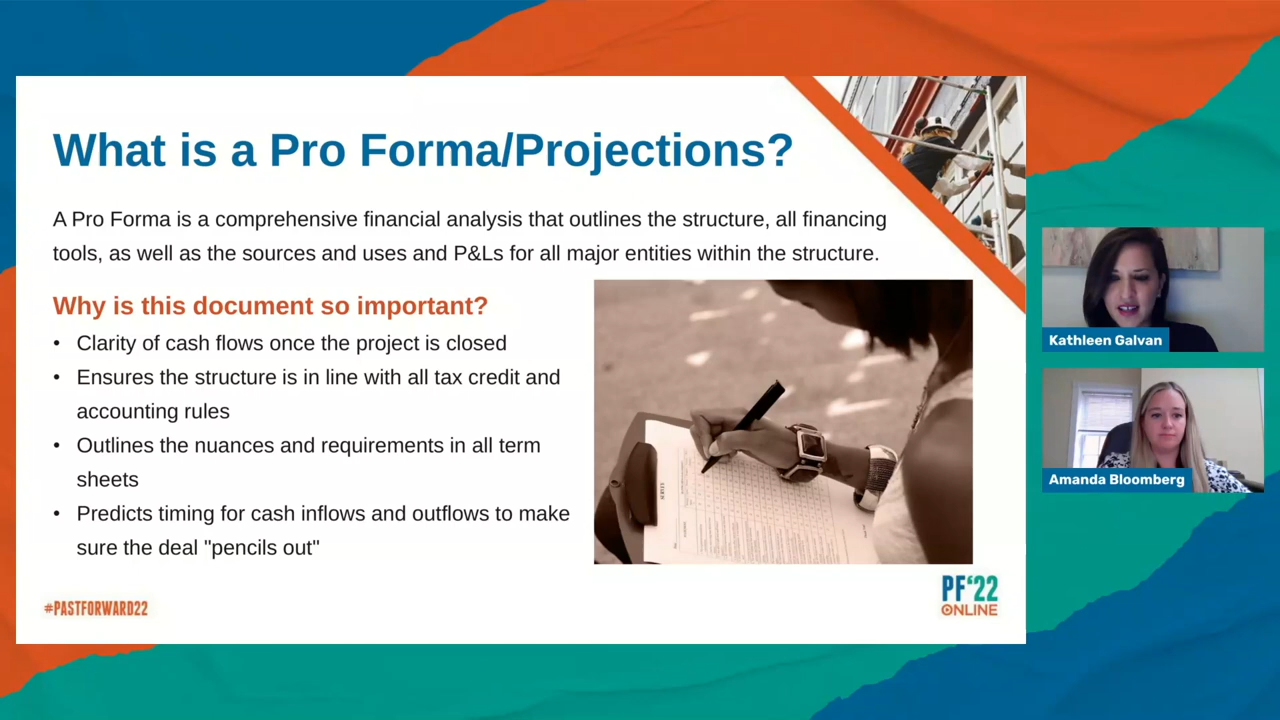 What is a Pro Forma/Projections?
A Pro Forma is a comprehensive financial analysis that outlines the structure, all financing
tools, as well as the sources and uses and P&Ls for all major entities within the structure.
Why is this document so important?
• Clarity of cash flows once the project is closed
• Ensures the structure is in line with all tax credit and
accounting rules
• Outlines the nuances and requirements in all term
sheets
• Predicts timing for cash inflows and outflows to make
sure the deal "pencils out"
#PASTFORWARD22
PF‘22
ONLINE
Kathleen Galvan
Amanda Bloomberg